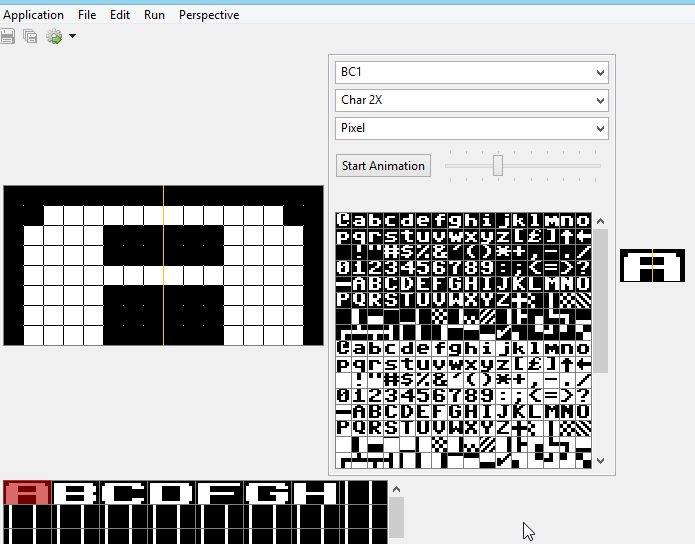 Application File Edit Run Perspective
BC1
Char 2X
Pixel
Start Animation
@abcdefghijklmno
pqrstuvwxyz[£]↑←
!"#$%&´()*+,-./
0123456789:;<=>?
ABCDEFGHIJKLMNO
PQRSTUVWXYZ
@abcdefghijklmno
pqrstuvwxyz[£]↑←
!"#$%&´()*+,-./
0123456789:;<=>?
ABCDEFGHIJKLMNO
PQRSTUVWXYZ
A
A
ABCDFGH